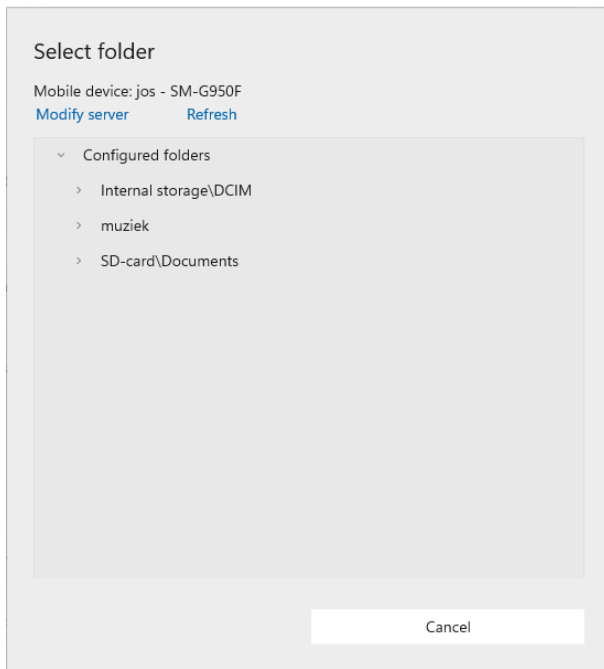 Select folder
Mobile device: jos - SM-G950F
Modify server Refresh
Configured folders
Internal storage\DCIM
muziek
SD-card\Documents
Cancel